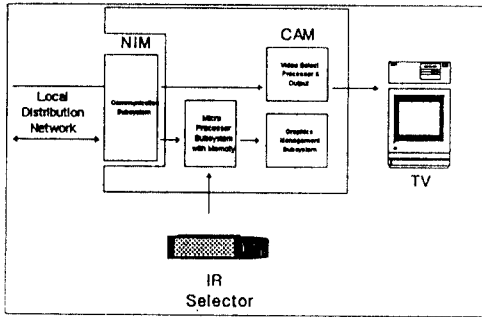 NIM
CAM
Local
Distribution
Network
Communication
Subsystem
Video Select
Processor &
Output
Micro
Processor
Subsystem
with Memory
Graphics
Management
Subsystem
TV
IR
Selector